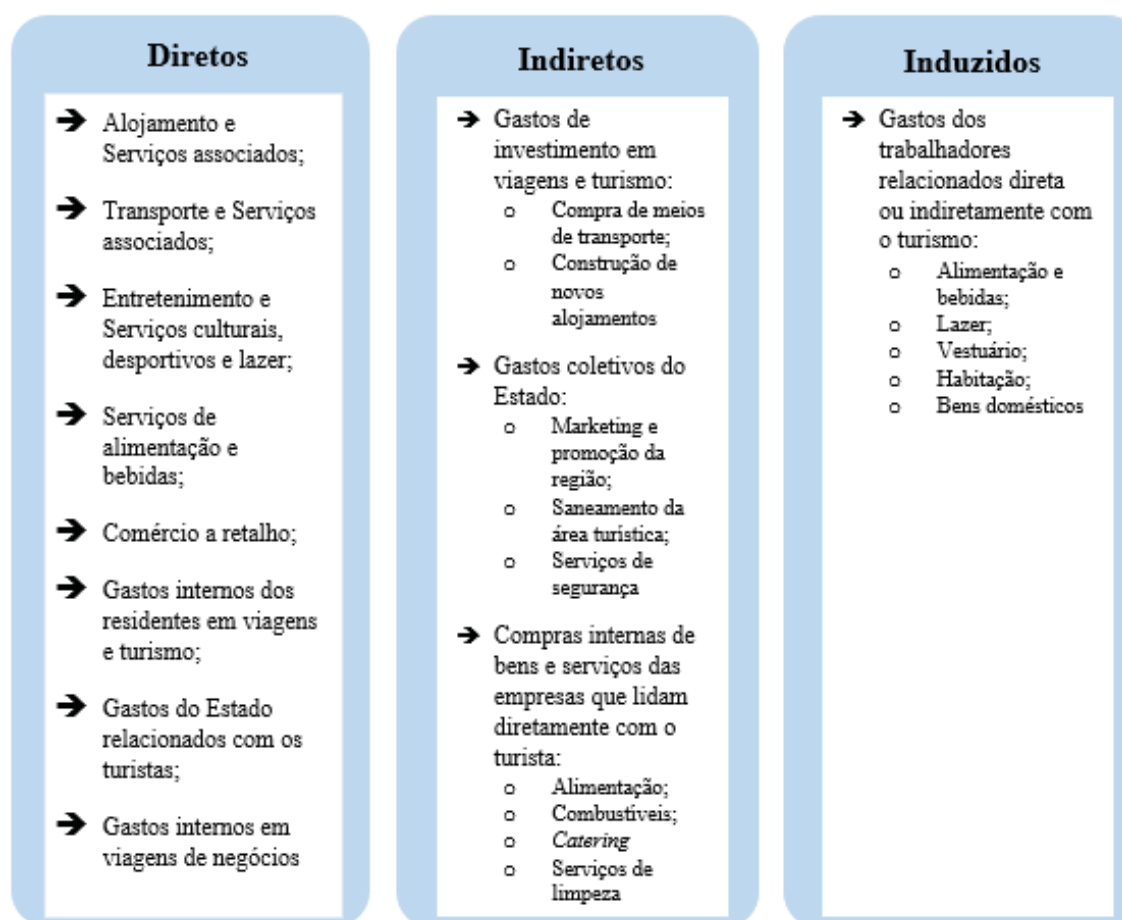 Diretos
➔ Alojamento e
Serviços associados;
➔ Transporte e Serviços
associados;
➔ Entretenimento e
Serviços culturais,
desportivos e lazer;
➔ Serviços de
alimentação e
bebidas;
➔ Comércio a retalho;
➔ Gastos internos dos
residentes em viagens
e turismo;
➔ Gastos do Estado
relacionados com os
turistas;
➔ Gastos internos em
viagens de negócios
Indiretos
➔ Gastos de
investimento em
viagens e turismo:
o Compra de meios
de transporte;
o Construção de
novos
alojamentos
➔ Gastos coletivos do
Estado:
o Marketing e
promoção da
região;
o Saneamento da
área turística;
o Serviços de
segurança
➔ Compras internas de
bens e serviços das
empresas que lidam
diretamente com o
turista:
o Alimentação;
o Combustíveis;
o Catering
o Serviços de
limpeza
Induzidos
➔ Gastos dos
trabalhadores
relacionados direta
ou indiretamente com
o turismo:
o Alimentação e
bebidas;
o Lazer;
o Vestuário;
o Habitação;
o Bens domésticos